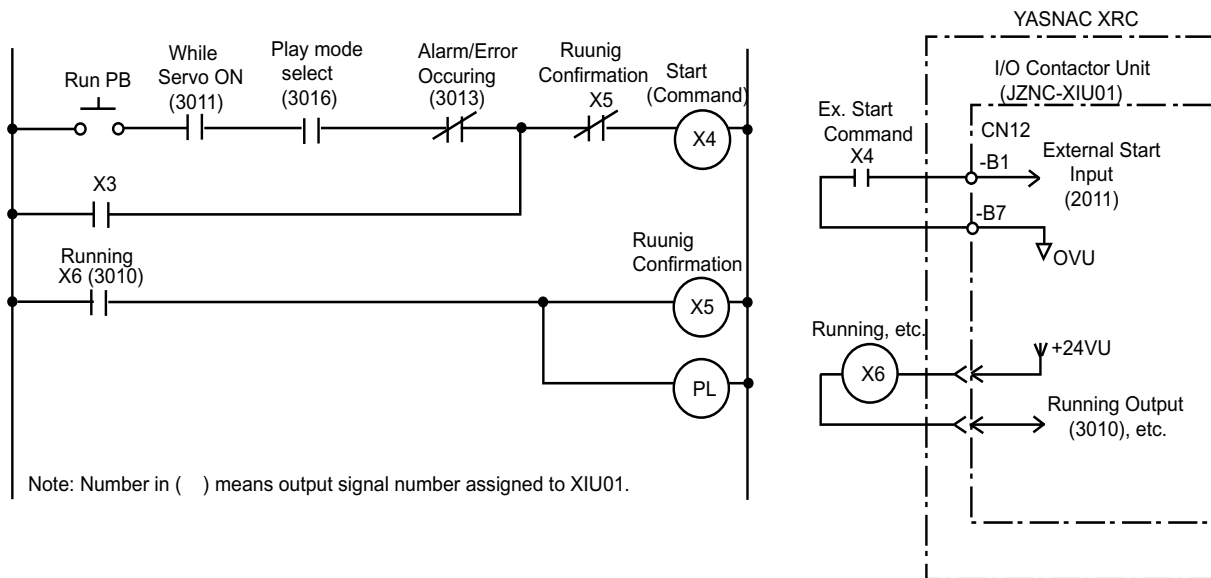 YASNAC XRC
Run PB
While
Servo ON
(3011)
Play mode
select
(3016)
Alarm/Error
Occuring
(3013)
Ruunig
Confirmation
X5
Start
(Command)
X4
X3
Running
X6 (3010)
Ruunig
Confirmation
X5
PL
Note: Number in ( ) means output signal number assigned to XIU01.
I/O Contactor Unit
(JZNC-XIU01)
Ex. Start
Command
X4
CN12
-B1
External Start
Input
(2011)
-B7
OVU
Running, etc.
X6
+24VU
Running Output
(3010), etc.